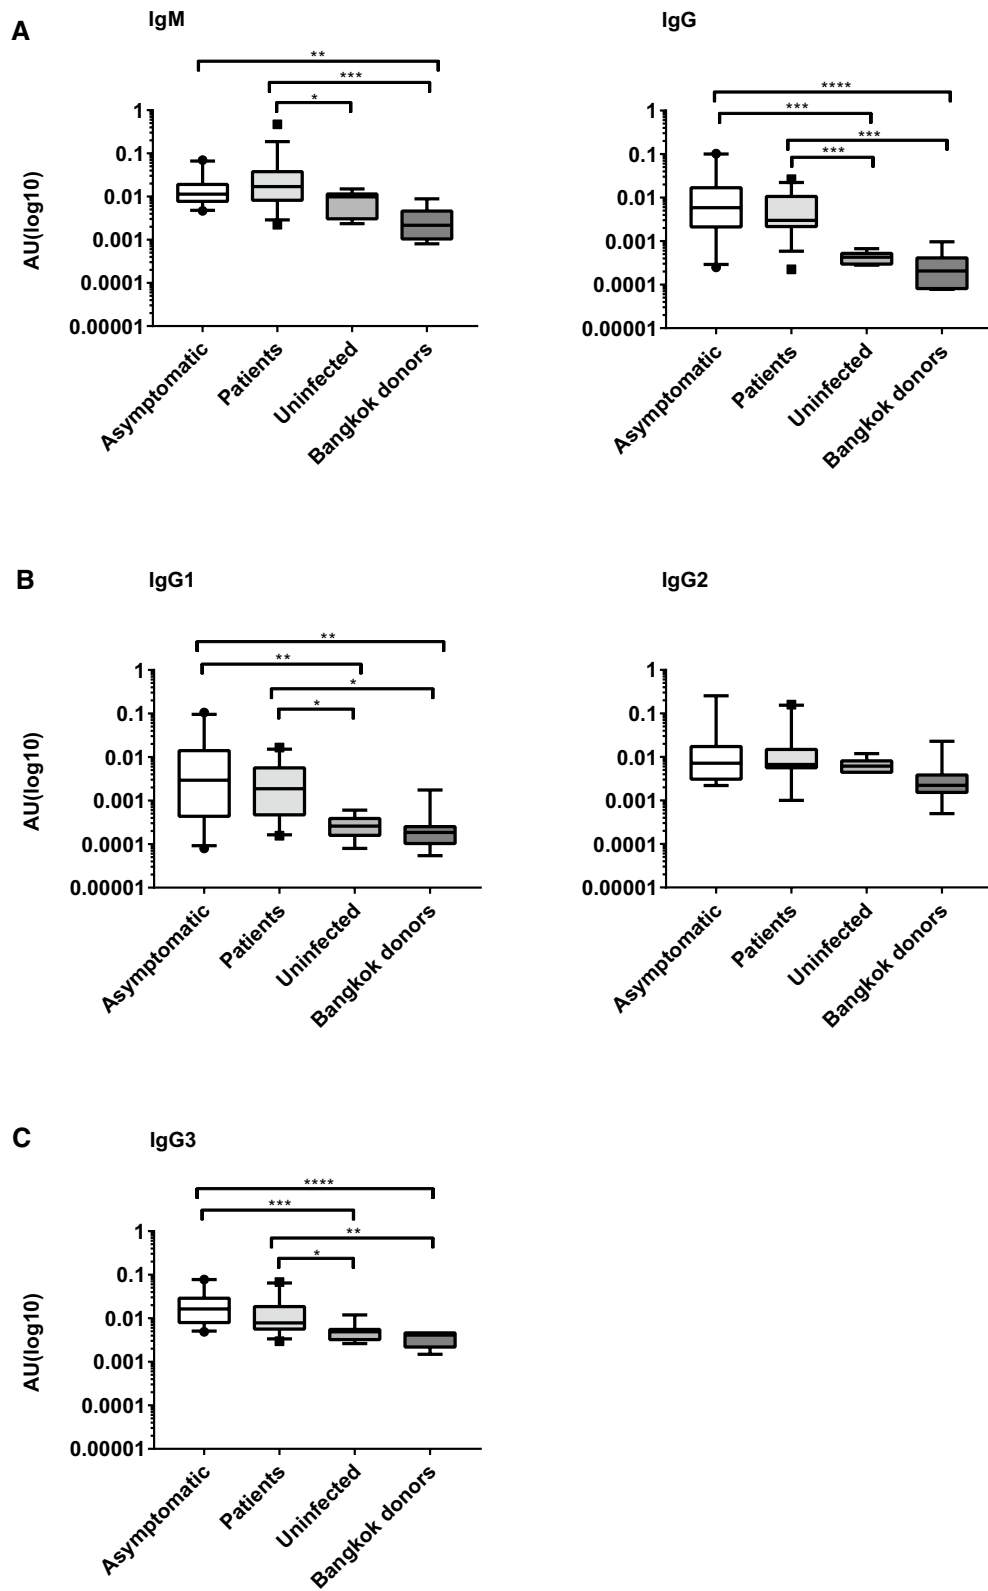 A
IgM
**
***
*
1
0.1
0.01
0.001
0.0001
0.00001
AU(log10)
Asymptomatic
Patients
Uninfected
Bangkok donors
IgG
****
***
***
***
1
0.1
0.01
0.001
0.0001
0.00001
Asymptomatic
Patients
Uninfected
Bangkok donors
B
IgG1
**
**
*
*
1
0.1
0.01
0.001
0.0001
0.00001
AU(log10)
Asymptomatic
Patients
Uninfected
Bangkok donors
IgG2
1
0.1
0.01
0.001
0.0001
0.00001
Asymptomatic
Patients
Uninfected
Bangkok donors
C
IgG3
****
***
**
*
1
0.1
0.01
0.001
0.0001
0.00001
AU(log10)
Asymptomatic
Patients
Uninfected
Bangkok donors